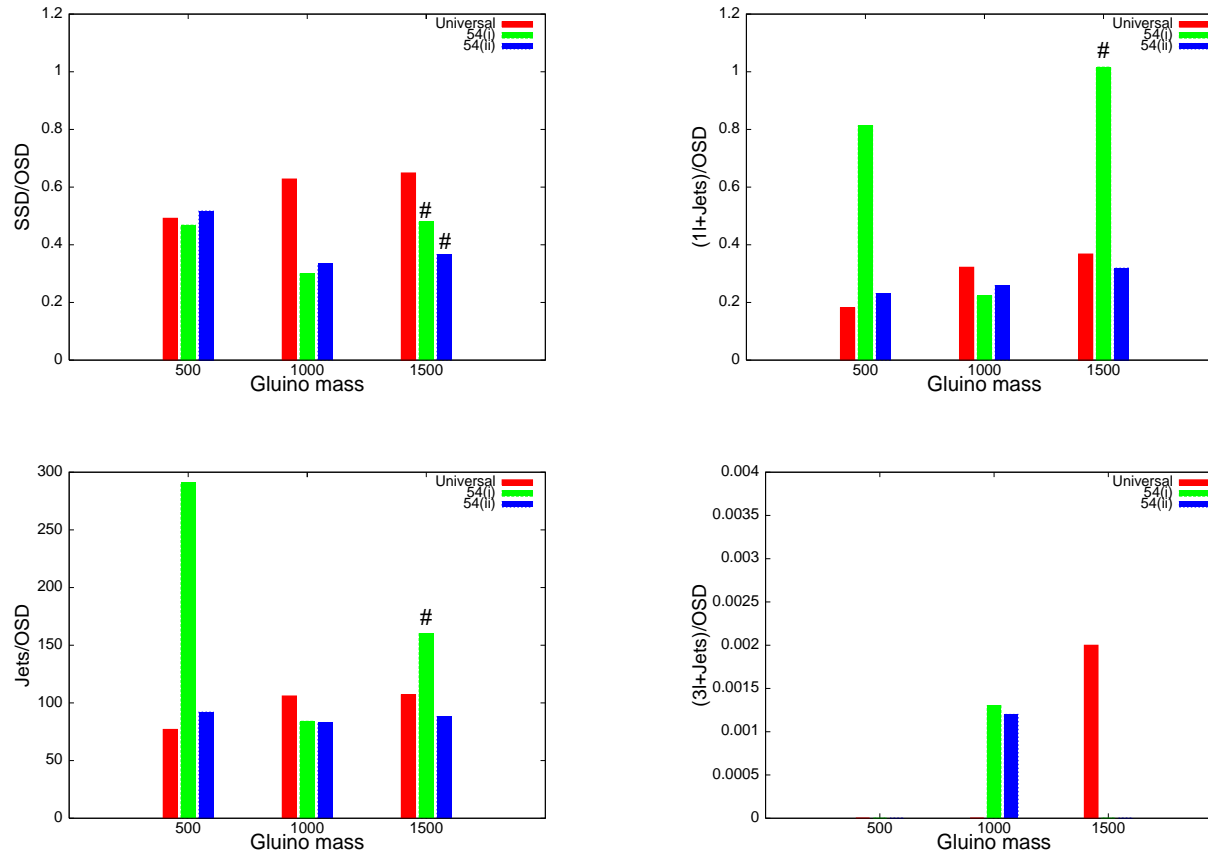 1.2
1
0.8
0.6
0.4
0.2
0
SSD/OSD
Universal
54(i)
54(ii)
#
#
500
1000
1500
Gluino mass
1.2
1
0.8
0.6
0.4
0.2
0
(1l+Jets)/OSD
Universal
54(i)
54(ii)
#
500
1000
1500
Gluino mass
300
250
200
150
100
50
0
Jets/OSD
Universal
54(i)
54(ii)
#
500
1000
1500
Gluino mass
0.004
0.0035
0.003
0.0025
0.002
0.0015
0.001
0.0005
0
(3l+Jets)/OSD
Universal
54(i)
54(ii)
500
1000
1500
Gluino mass